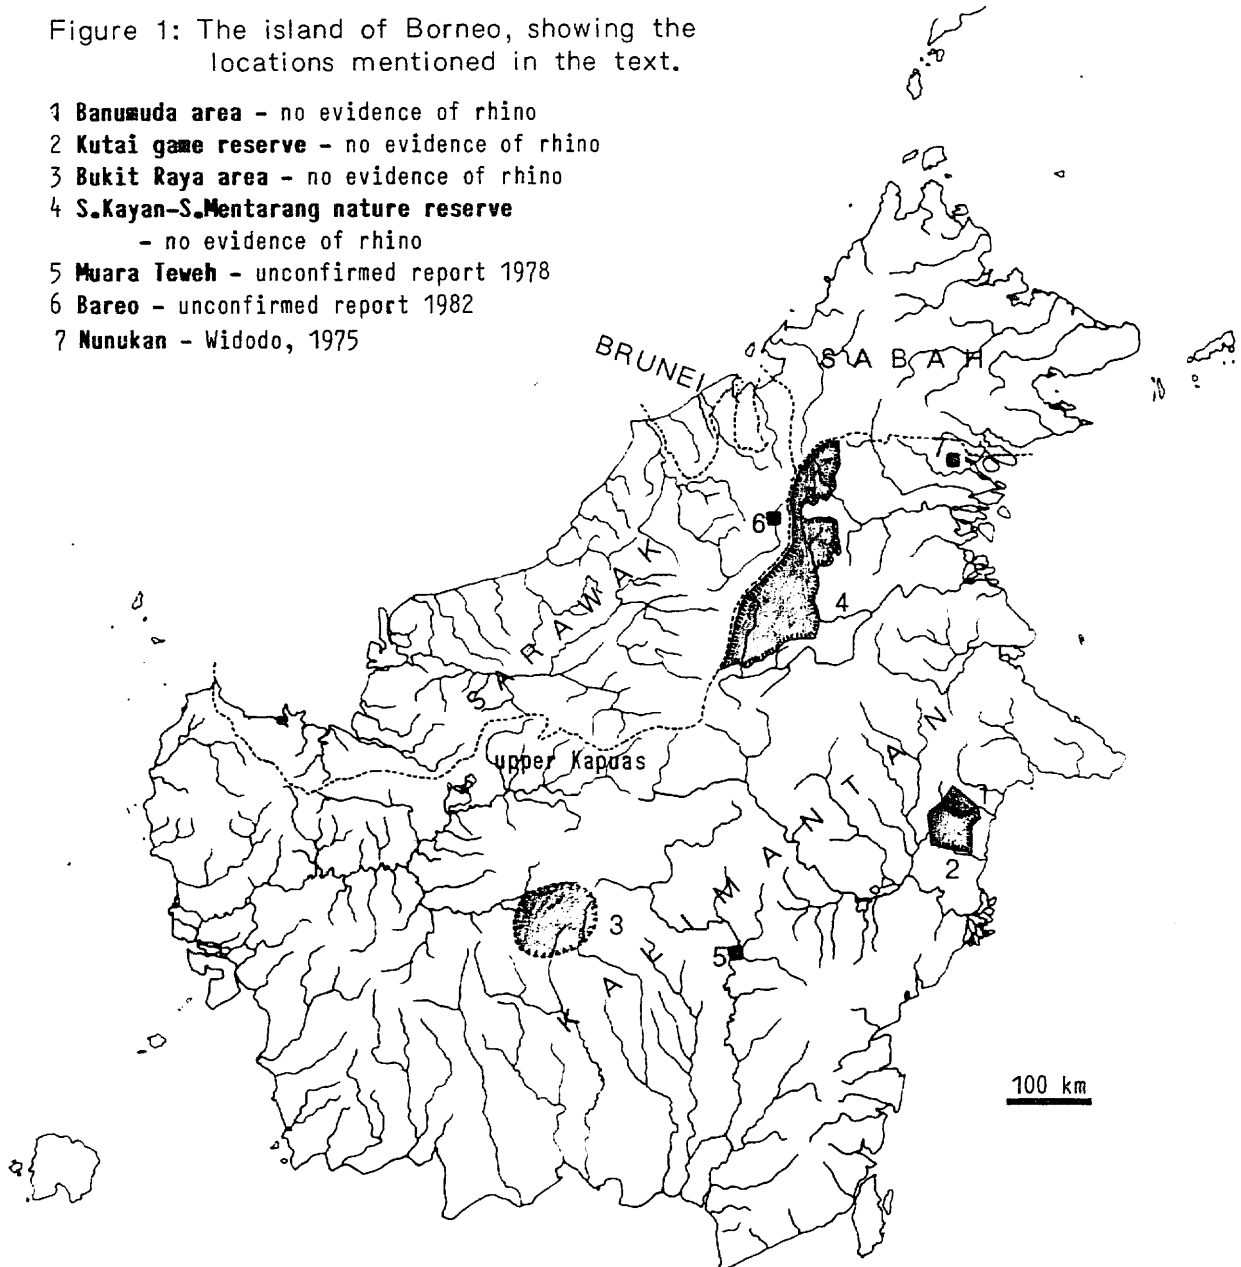 Figure 1: The island of Borneo, showing the
locations mentioned in the text.
1 Banumuda area – no evidence of rhino
2 Kutai game reserve – no evidence of rhino
3 Bukit Raya area – no evidence of rhino
4 S.Kayan–S.Mentarang nature reserve
– no evidence of rhino
5 Muara Teweh – unconfirmed report 1978
6 Bareo – unconfirmed report 1982
7 Nunukan – Widodo, 1975
BRUNEI
SABAH
7
6
SARAWAK
4
upper Kapuas
KALIMANTAN
1
2
3
5
100 km